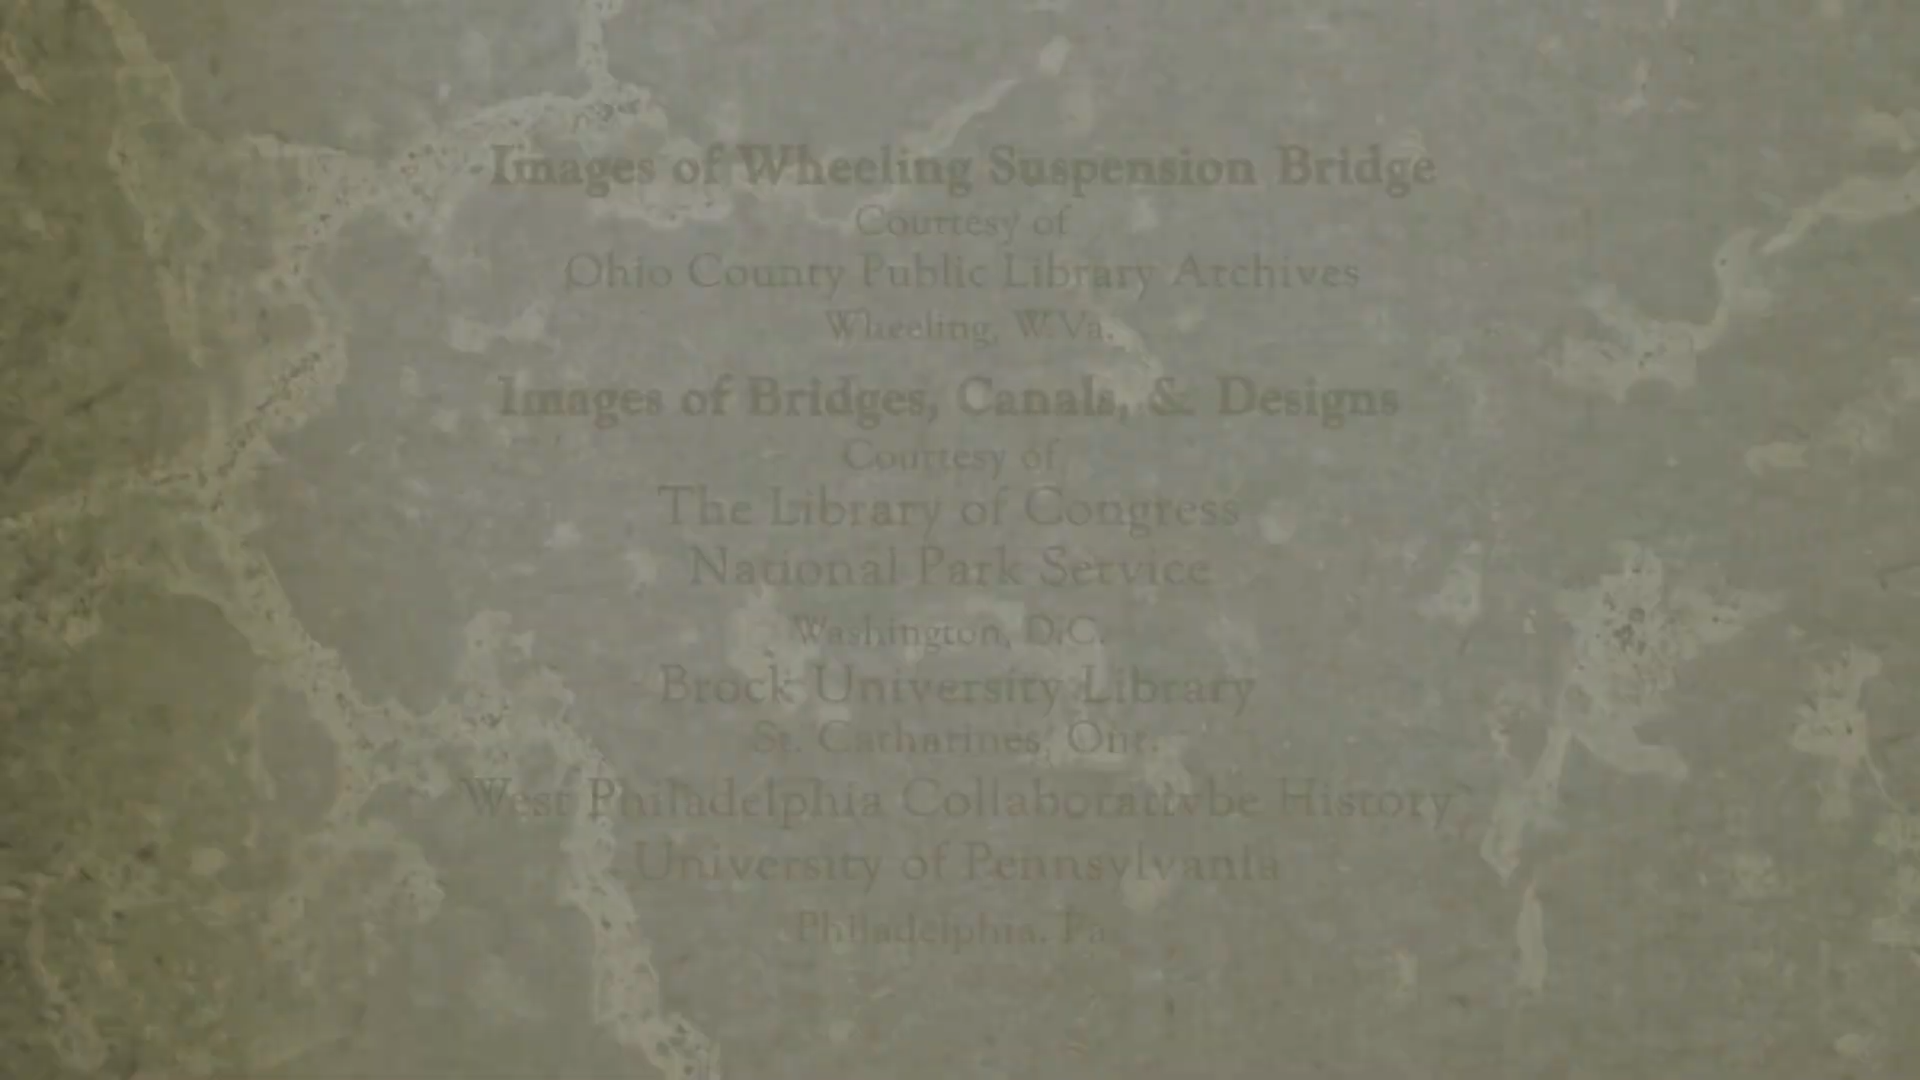 Images of Wheeling Suspension Bridge
Courtesy of
Ohio County Public Library Archives
Wheeling, W.Va.
Images of Bridges, Canals, & Designs
Courtesy of
The Library of Congress
National Park Service
Washington, D.C.
Brock University Library
St. Catharines, Ont.
West Philadelphia Collaborativbe History
University of Pennsylvania
Philadelphia, Pa.